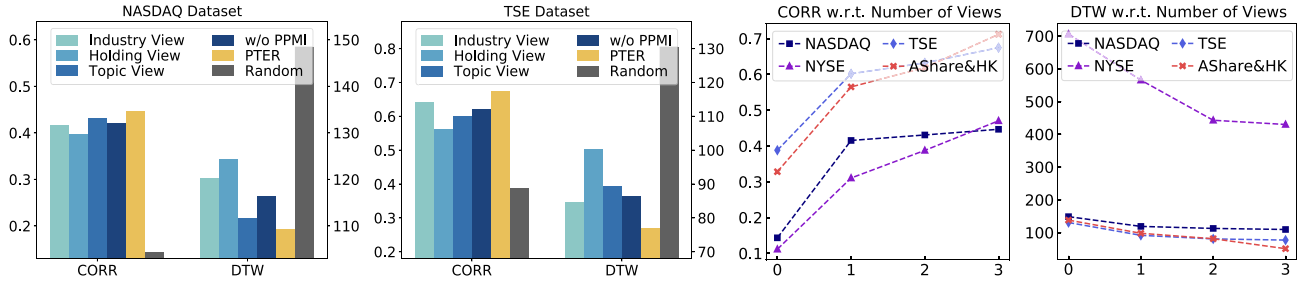 NASDAQ Dataset
Industry View
Holding View
Topic View
w/o PPMI
PTER
Random
0.6
0.5
0.4
0.3
0.2
150
140
130
120
110
CORR
DTW
TSE Dataset
Industry View
Holding View
Topic View
w/o PPMI
PTER
Random
0.8
0.7
0.6
0.5
0.4
0.3
0.2
130
120
110
100
90
80
70
CORR
DTW
CORR w.r.t. Number of Views
NASDAQ
NYSE
TSE
AShare&HK
0.7
0.6
0.5
0.4
0.3
0.2
0.1
0
1
2
3
DTW w.r.t. Number of Views
NASDAQ
NYSE
TSE
AShare&HK
700
600
500
400
300
200
100
0
1
2
3